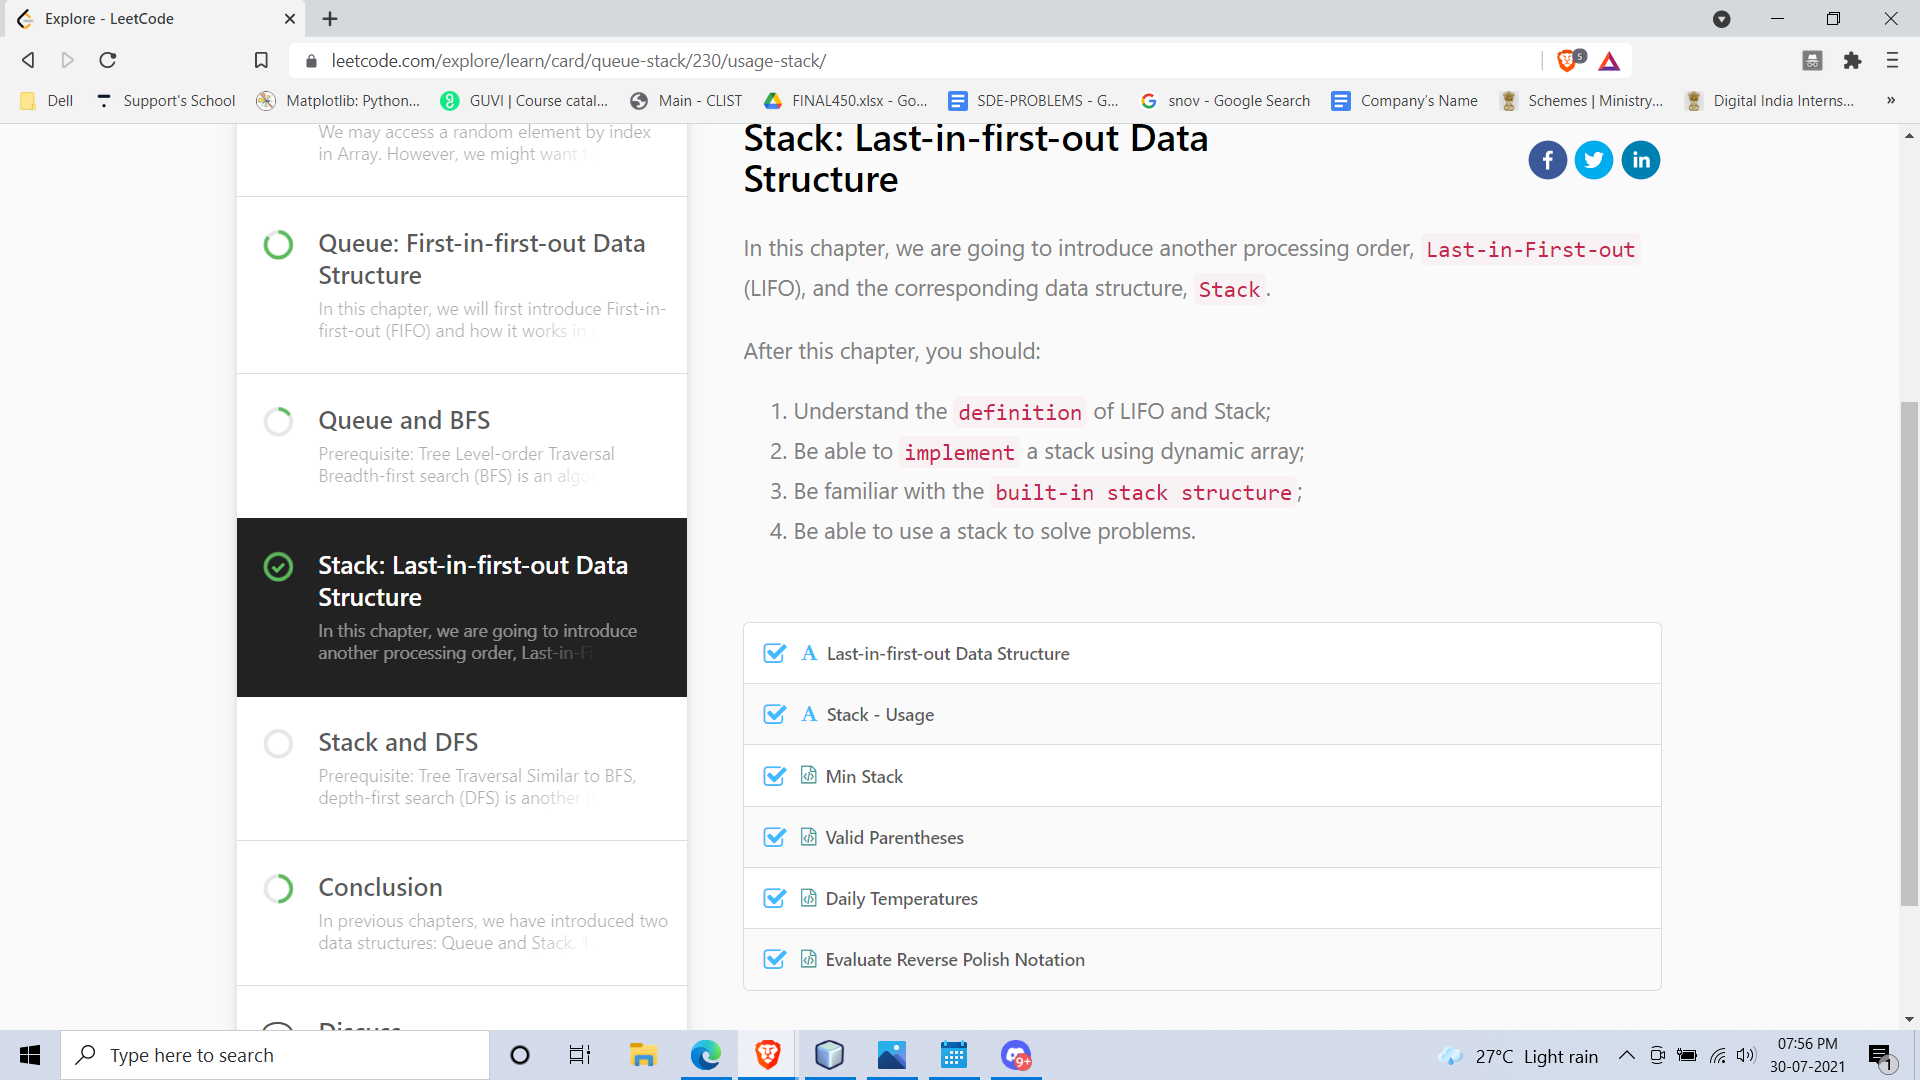 Explore - LeetCode
leetcode.com/explore/learn/card/queue-stack/230/usage-stack/
5
Dell
Support's School
Matplotlib: Python...
GUVI | Course catal...
Main - CLIST
FINAL450.xlsx - Go...
SDE-PROBLEMS - G...
snov - Google Search
Company's Name
Schemes | Ministry...
Digital India Interns...
»
We may access a random element by index
in Array. However, we might want to
Queue: First-in-first-out Data
Structure
In this chapter, we will first introduce First-in-
first-out (FIFO) and how it works in
Queue and BFS
Prerequisite: Tree Level-order Traversal
Breadth-first search (BFS) is an algo
Stack: Last-in-first-out Data
Structure
In this chapter, we are going to introduce
another processing order, Last-in-Fi
Stack and DFS
Prerequisite: Tree Traversal Similar to BFS,
depth-first search (DFS) is another
Conclusion
In previous chapters, we have introduced two
data structures: Queue and Stack. 1
Discuss
Stack: Last-in-first-out Data
Structure
f
in
In this chapter, we are going to introduce another processing order, Last-in-First-out
(LIFO), and the corresponding data structure, Stack.
After this chapter, you should:
1. Understand the definition of LIFO and Stack;
2. Be able to implement a stack using dynamic array;
3. Be familiar with the built-in stack structure;
4. Be able to use a stack to solve problems.
A Last-in-first-out Data Structure
A Stack - Usage
Min Stack
Valid Parentheses
Daily Temperatures
Evaluate Reverse Polish Notation
Type here to search
9+
27°C Light rain
07:56 PM
30-07-2021
1